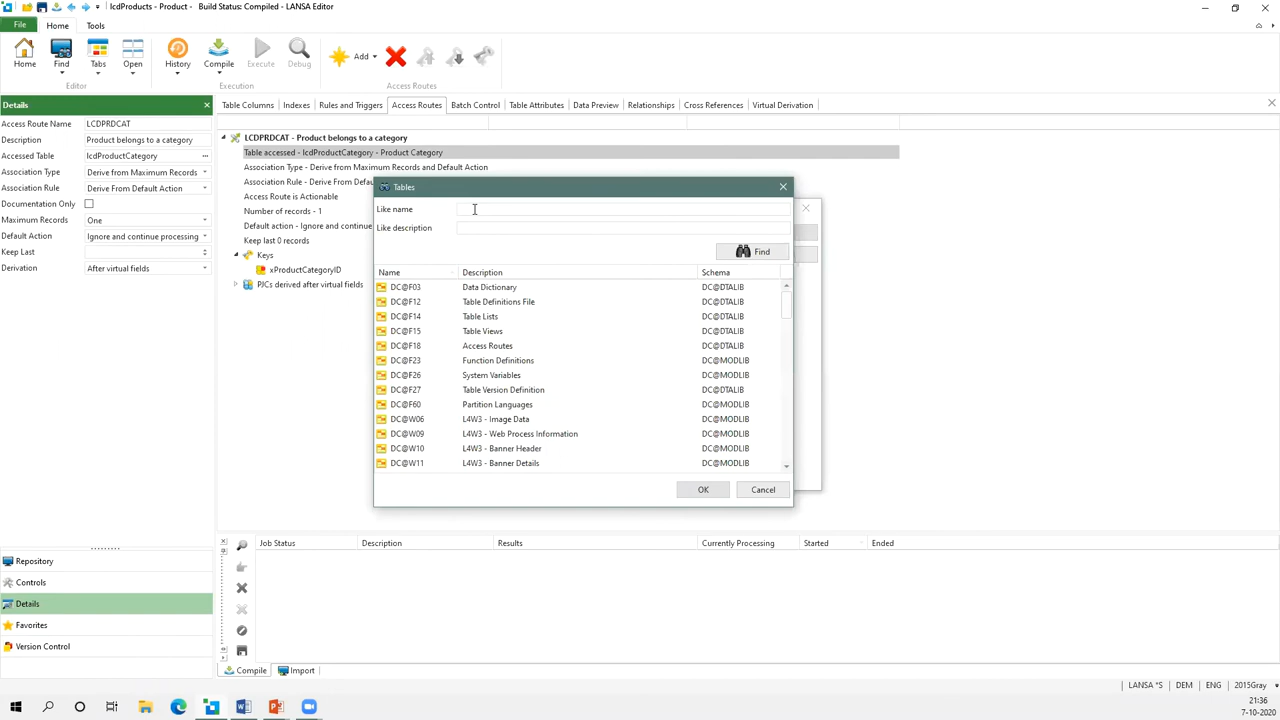 lcdProducts - Product - Build Status: Compiled - LANSA Editor
File Home Tools
Home Find Tabs Open History Compile Execute Debug Add
Editor Execution Access Routes
Details
Access Route Name LCDPRDCAT
Description Product belongs to a category
Accessed Table lcdProductCategory ...
Association Type Derive from Maximum Records
Association Rule Derive From Default Action
Documentation Only
Maximum Records One
Default Action Ignore and continue processing
Keep Last
Derivation After virtual fields
Repository
Controls
Details
Favorites
Version Control
Table Columns Indexes Rules and Triggers Access Routes Batch Control Table Attributes Data Preview Relationships Cross References Virtual Derivation
LCDPRDCAT - Product belongs to a category
Table accessed - lcdProductCategory - Product Category
Association Type - Derive from Maximum Records and Default Action
Association Rule - Derive From Defau
Access Route is Actionable
Number of records - 1
Default action - Ignore and continue
Keep last 0 records
Keys
xProductCategoryID
PJCs derived after virtual fields
Tables
Like name
Like description
Find
Name Description Schema
DC@F03 Data Dictionary DC@DTALIB
DC@F12 Table Definitions File DC@DTALIB
DC@F14 Table Lists DC@DTALIB
DC@F15 Table Views DC@DTALIB
DC@F18 Access Routes DC@DTALIB
DC@F23 Function Definitions DC@MODLIB
DC@F26 System Variables DC@MODLIB
DC@F27 Table Version Definition DC@DTALIB
DC@F60 Partition Languages DC@MODLIB
DC@W06 L4W3 - Image Data DC@MODLIB
DC@W09 L4W3 - Web Process Information DC@MODLIB
DC@W10 L4W3 - Banner Header DC@MODLIB
DC@W11 L4W3 - Banner Details DC@MODLIB
OK Cancel
Job Status Description Results Currently Processing Started Ended
Compile Import
LANSA *S DEM ENG 2015Gray
21:36
7-10-2020